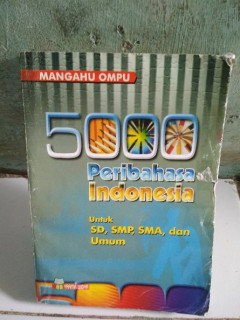 MANGAHU OMPU
5000
Peribahasa
Indonesia
Untuk
SD, SMP, SMA, dan
Umum